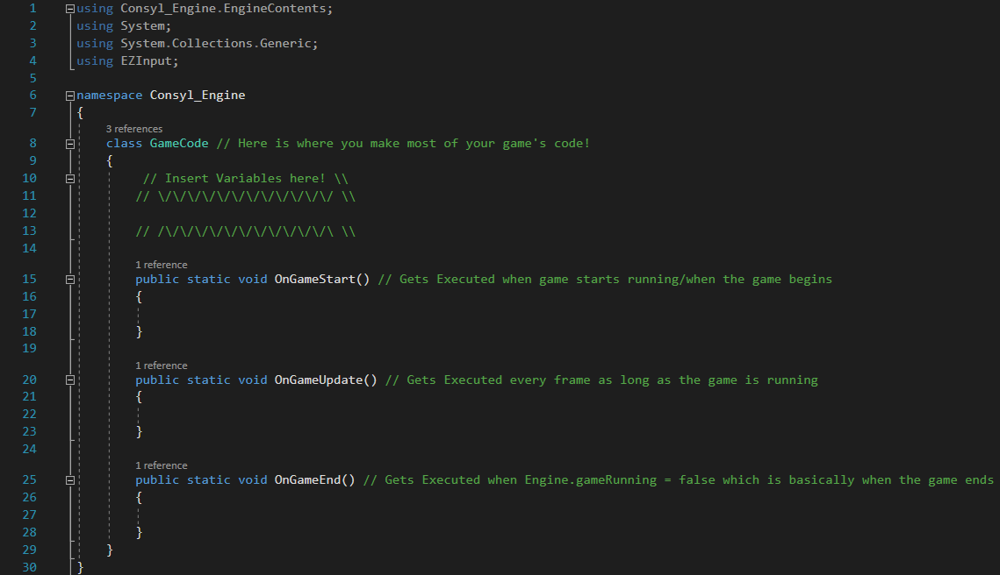 1 using Consyl_Engine.EngineContents;
2 using System;
3 using System.Collections.Generic;
4 using EZInput;
5
6 namespace Consyl_Engine
7 {
3 references
8 class GameCode // Here is where you make most of your game's code!
9 {
10 // Insert Variables here! \\
11 // \/\/\/\/\/\/\/\/\/\/\/\/ \\
12
13 // /\/\/\/\/\/\/\/\/\/\/\/\ \\
14
1 reference
15 public static void OnGameStart() // Gets Executed when game starts running/when the game begins
16 {
17
18 }
19
1 reference
20 public static void OnGameUpdate() // Gets Executed every frame as long as the game is running
21 {
22
23 }
24
1 reference
25 public static void OnGameEnd() // Gets Executed when Engine.gameRunning = false which is basically when the game ends
26 {
27
28 }
29 }
30 }